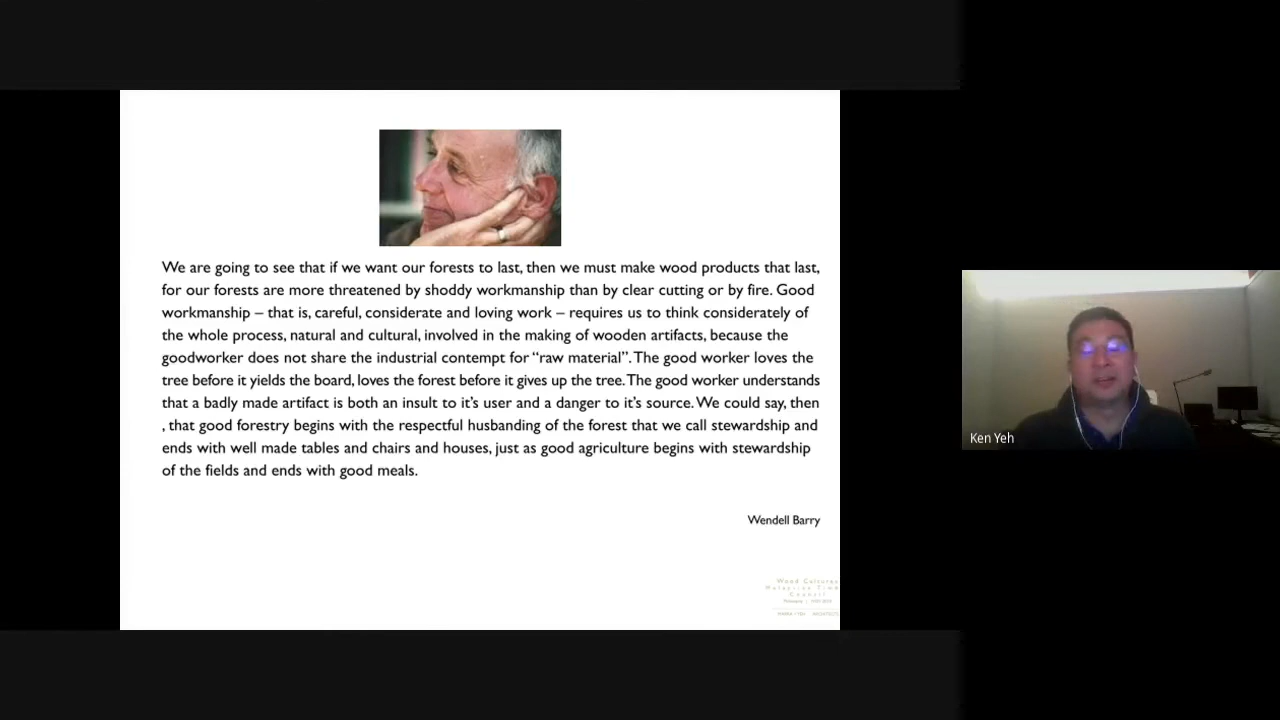 We are going to see that if we want our forests to last, then we must make wood products that last,
for our forests are more threatened by shoddy workmanship than by clear cutting or by fire. Good
workmanship – that is, careful, considerate and loving work – requires us to think considerately of
the whole process, natural and cultural, involved in the making of wooden artifacts, because the
goodworker does not share the industrial contempt for “raw material”. The good worker loves the
tree before it yields the board, loves the forest before it gives up the tree. The good worker understands
that a badly made artifact is both an insult to it’s user and a danger to it’s source. We could say, then
, that good forestry begins with the respectful husbanding of the forest that we call stewardship and
ends with well made tables and chairs and houses, just as good agriculture begins with stewardship
of the fields and ends with good meals.
Wendell Barry
Wood Cultures
Council
Ken Yeh